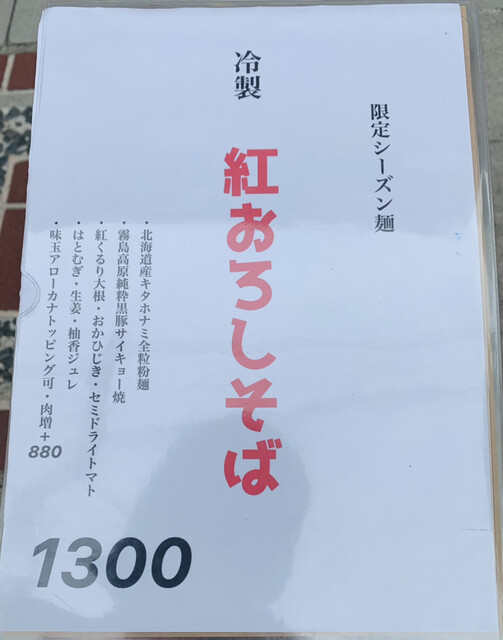 限定シーズン麺
冷製
紅おろしそば
・北海道産キタホナミ全粒粉麺
・霧島高原純粋黒豚サイキョー焼
・紅くるり大根・おかひじき・セミドライトマト
・はとむぎ・生姜・柚香ジュレ
・味玉アローカナトッピング可・肉増+880
1300